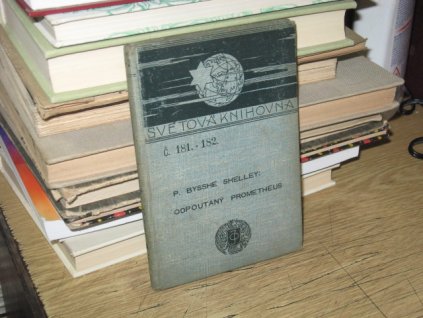 SVĚTOVÁ KNIHOVNA
Č. 181.-182.
P. BYSSHE SHELLEY:
ODPOUTANÝ PROMETHEUS